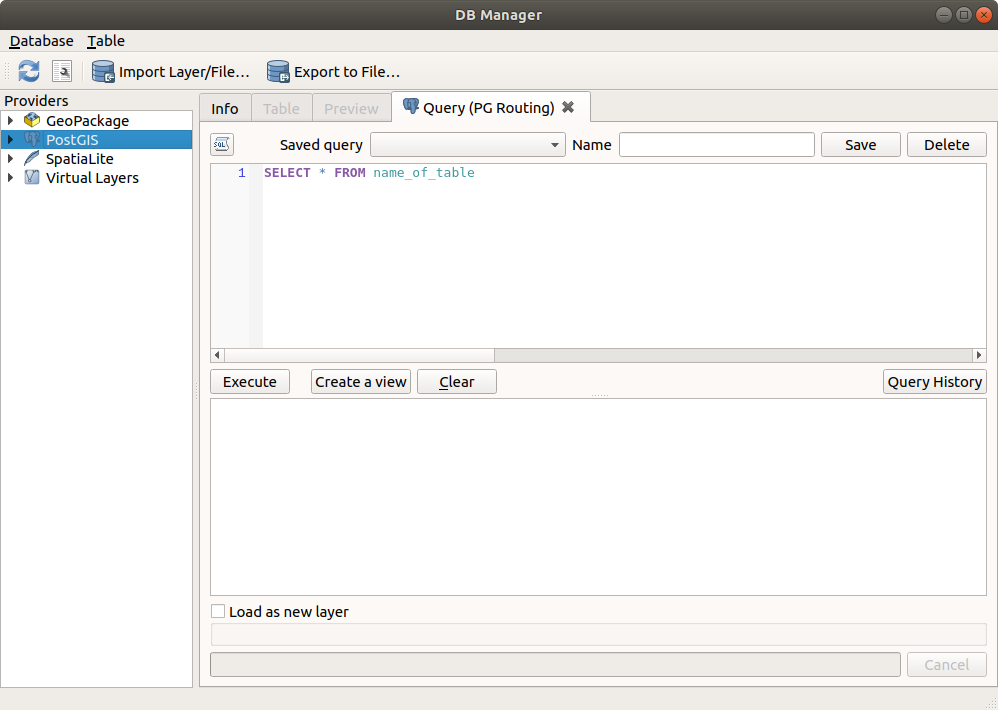 DB Manager
Database Table
Import Layer/File... Export to File...
Providers
GeoPackage
PostGIS
SpatiaLite
Virtual Layers
Info Table Preview Query (PG Routing)
SQL Saved query Name Save Delete
1 SELECT * FROM name_of_table
Execute Create a view Clear Query History
Load as new layer
Cancel